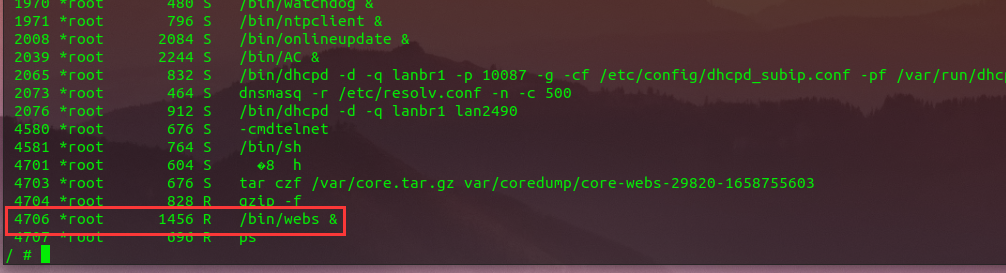 1970 *root 480 S /bin/watchdog &
1971 *root 796 S /bin/ntpclient &
2008 *root 2084 S /bin/onlineupdate &
2039 *root 2244 S /bin/AC &
2065 *root 832 S /bin/dhcpd -d -q lanbr1 -p 10087 -g -cf /etc/config/dhcpd_subip.conf -pf /var/run/dhcp
2073 *root 464 S dnsmasq -r /etc/resolv.conf -n -c 500
2076 *root 912 S /bin/dhcpd -d -q lanbr1 lan2490
4580 *root 676 S -cmdtelnet
4581 *root 764 S /bin/sh
4701 *root 604 S �8 h
4703 *root 676 S tar czf /var/core.tar.gz var/coredump/core-webs-29820-1658755603
4704 *root 828 R gzip -f
4706 *root 1456 R /bin/webs &
4707 *root 696 R ps
/ #